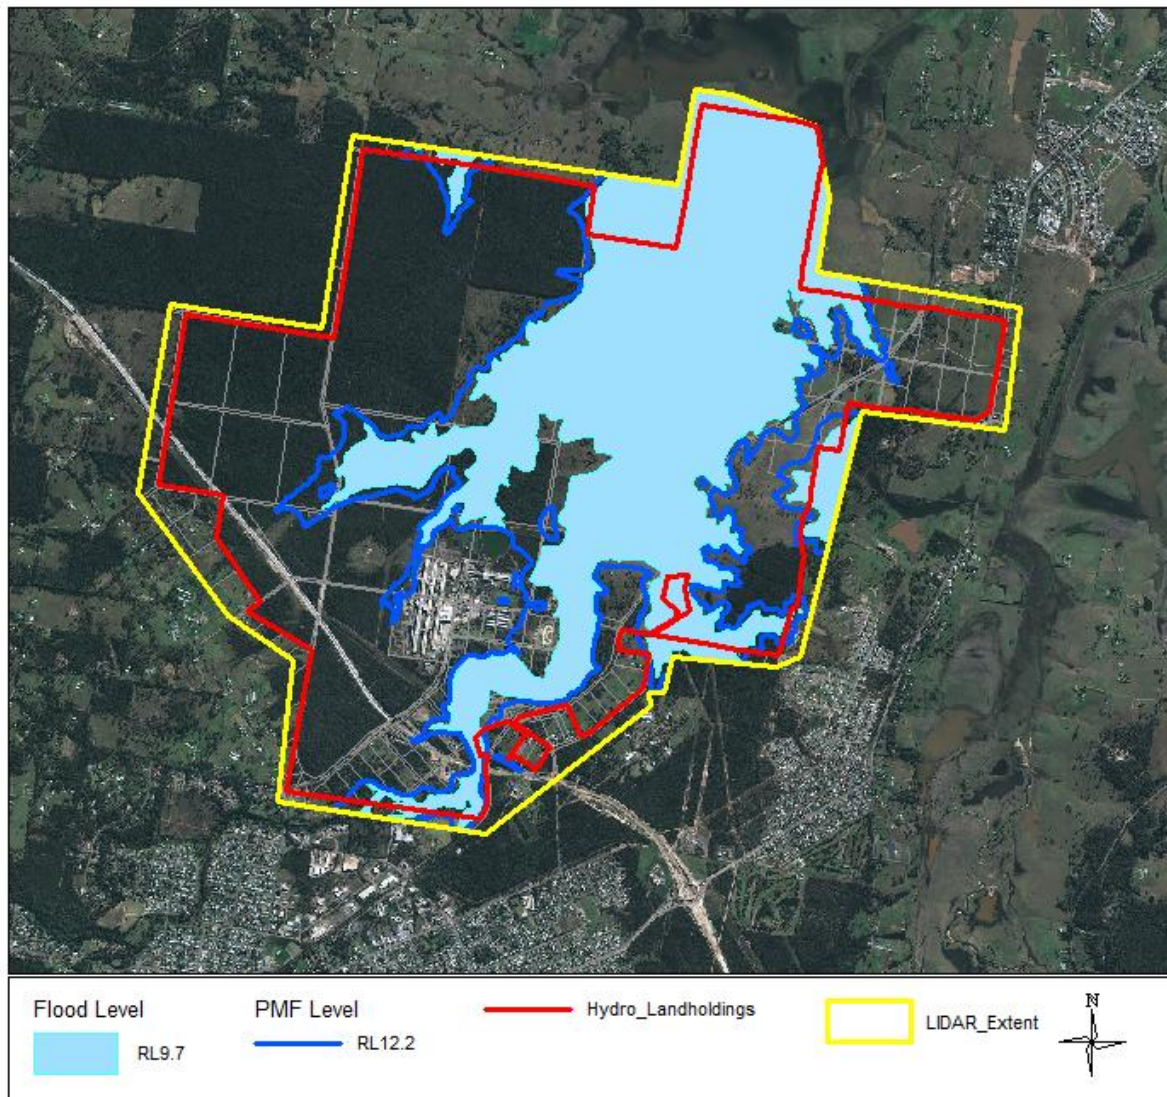 Flood Level
RL9.7
PMF Level
RL12.2
Hydro_Landholdings
LIDAR_Extent
N